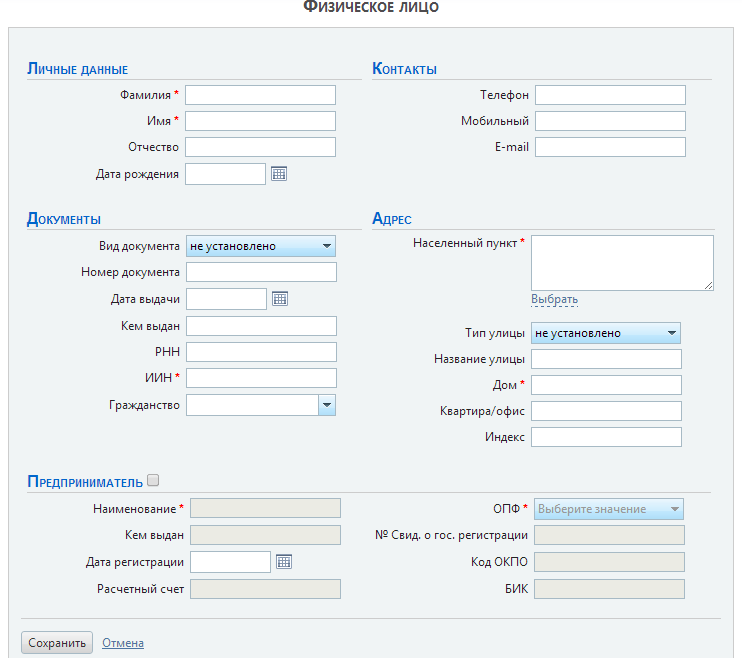 Физическое лицо
Личные данные
Фамилия *
Имя *
Отчество
Дата рождения
Контакты
Телефон
Мобильный
E-mail
Документы
Вид документа не установлено
Номер документа
Дата выдачи
Кем выдан
РНН
ИИН *
Гражданство
Адрес
Населенный пункт *
Выбрать
Тип улицы не установлено
Название улицы
Дом *
Квартира/офис
Индекс
Предприниматель
Наименование *
Кем выдан
Дата регистрации
Расчетный счет
ОПФ * Выберите значение
№ Свид. о гос. регистрации
Код ОКПО
БИК
Сохранить Отмена